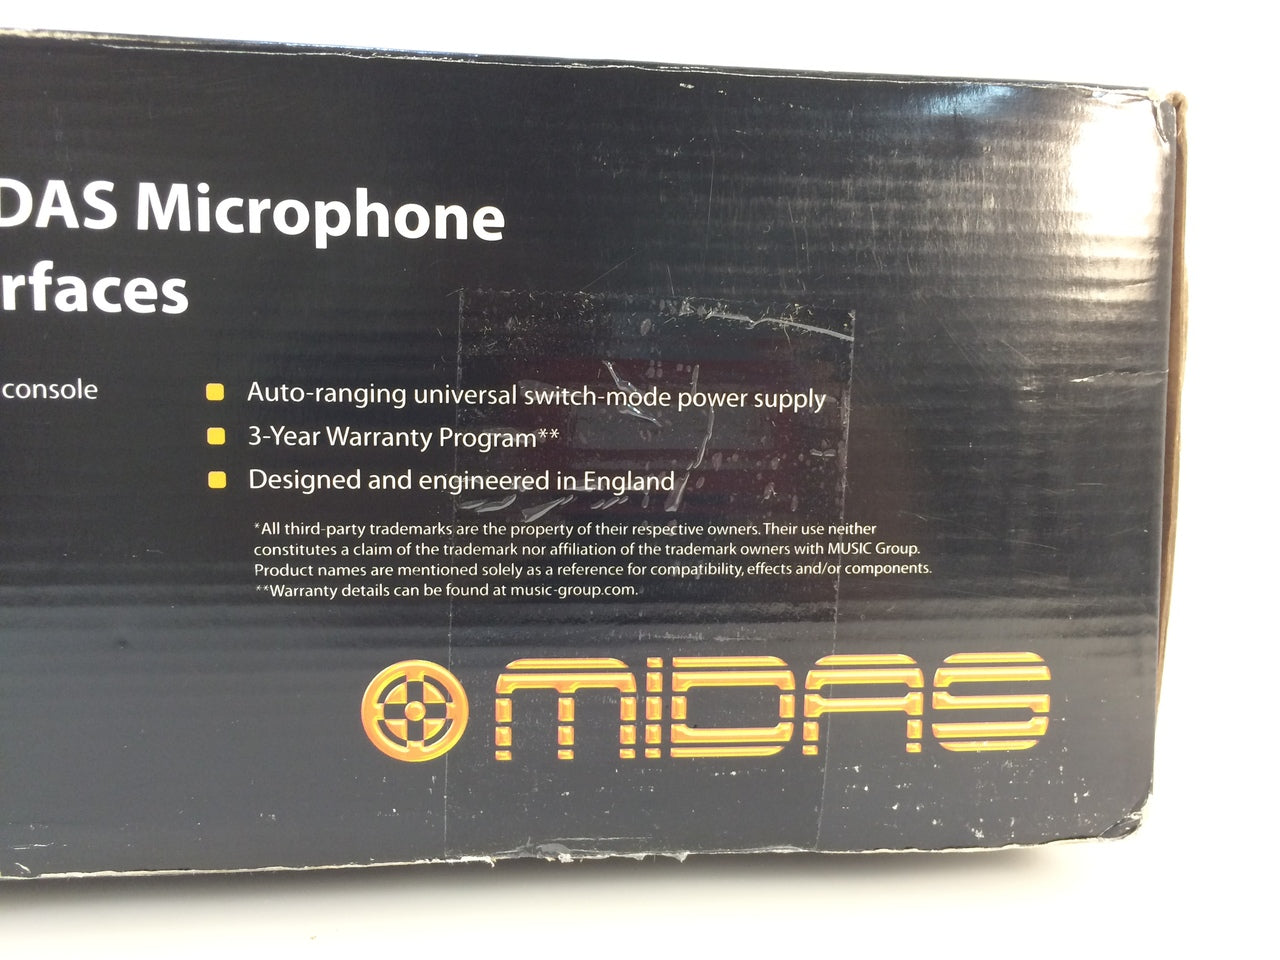 DAS Microphone
rfaces
console
Auto-ranging universal switch-mode power supply
3-Year Warranty Program**
Designed and engineered in England
*All third-party trademarks are the property of their respective owners. Their use neither
constitutes a claim of the trademark nor affiliation of the trademark owners with MUSIC Group.
Product names are mentioned solely as a reference for compatibility, effects and/or components.
**Warranty details can be found at music-group.com.
MIDAS